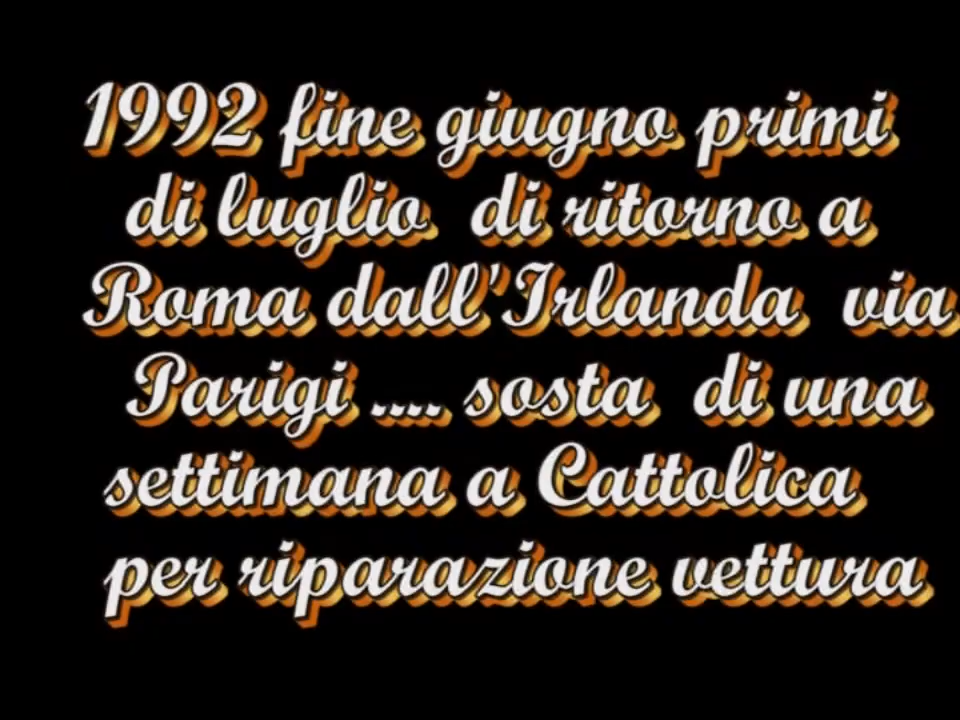 1992 fine giugno primi
di luglio di ritorno a
Roma dall'Irlanda via
Parigi .... sosta di una
settimana a Cattolica
per riparazione vettura